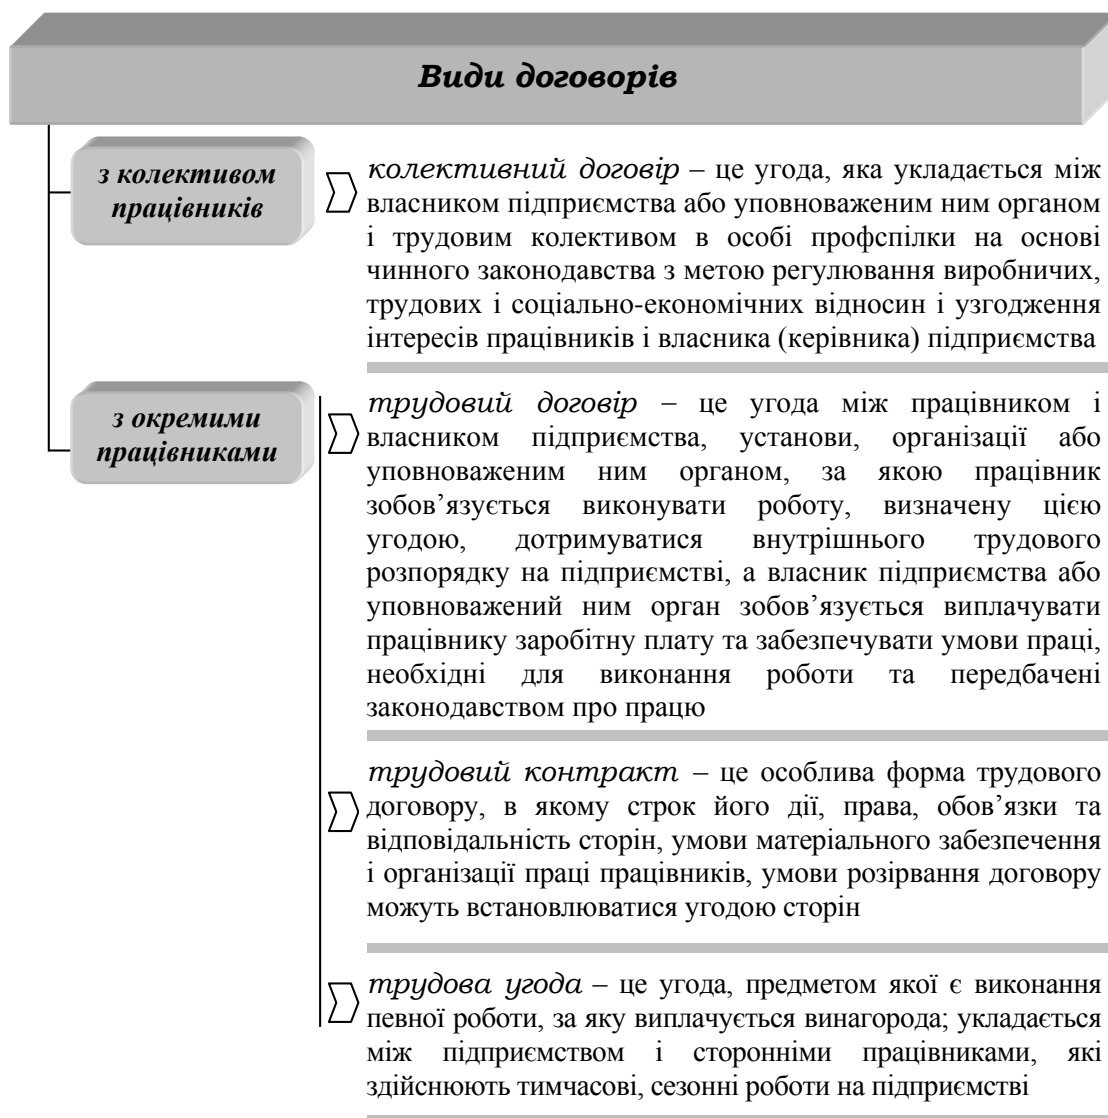 Види договорів
з колективом
працівників
колективний договір – це угода, яка укладається між
власником підприємства або уповноваженим ним органом
і трудовим колективом в особі профспілки на основі
чинного законодавства з метою регулювання виробничих,
трудових і соціально-економічних відносин і узгодження
інтересів працівників і власника (керівника) підприємства
з окремими
працівниками
трудовий договір – це угода між працівником і
власником підприємства, установи, організації або
уповноваженим ним органом, за якою працівник
зобов’язується виконувати роботу, визначену цією
угодою, дотримуватися внутрішнього трудового
розпорядку на підприємстві, а власник підприємства або
уповноважений ним орган зобов’язується виплачувати
працівнику заробітну плату та забезпечувати умови праці,
необхідні для виконання роботи та передбачені
законодавством про працю
трудовий контракт – це особлива форма трудового
договору, в якому строк його дії, права, обов’язки та
відповідальність сторін, умови матеріального забезпечення
і організації праці працівників, умови розірвання договору
можуть встановлюватися угодою сторін
трудова угода – це угода, предметом якої є виконання
певної роботи, за яку виплачується винагорода; укладається
між підприємством і сторонніми працівниками, які
здійснюють тимчасові, сезонні роботи на підприємстві